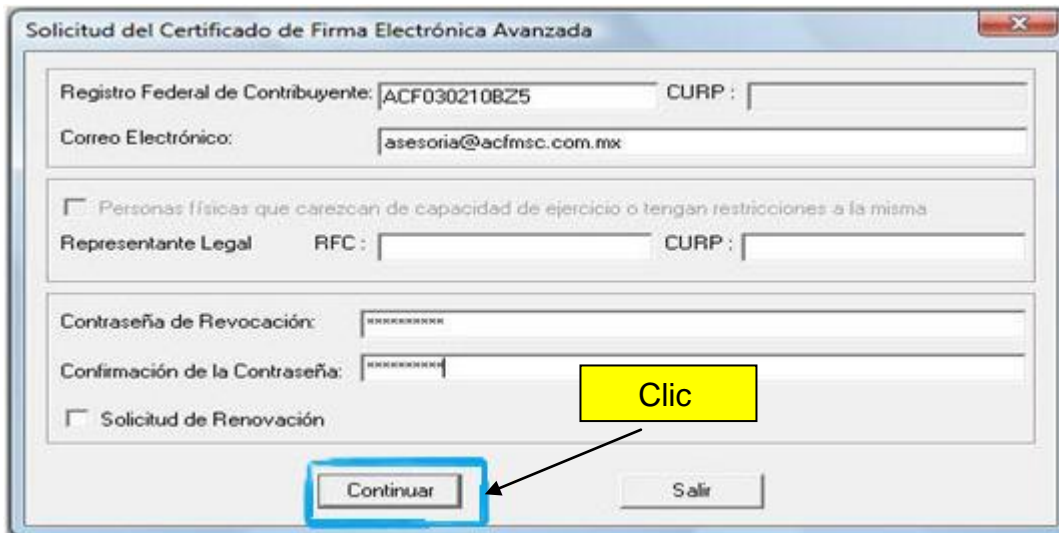 Solicitud del Certificado de Firma Electrónica Avanzada
Registro Federal de Contribuyente: ACF030210BZ5 CURP :
Correo Electrónico: asesoria@acfmsc.com.mx
Personas físicas que carezcan de capacidad de ejercicio o tengan restricciones a la misma
Representante Legal RFC : CURP :
Contraseña de Revocación: **********
Confirmación de la Contraseña: **********
Clic
Solicitud de Renovación
Continuar Salir